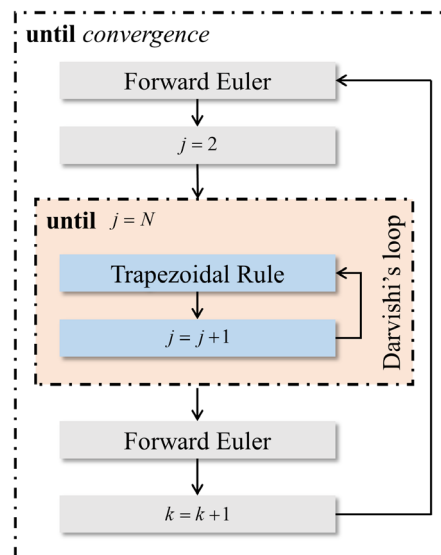 until convergence
Forward Euler
j = 2
until j = N
Trapezoidal Rule
j = j+1
Darvishi's loop
Forward Euler
k = k+1